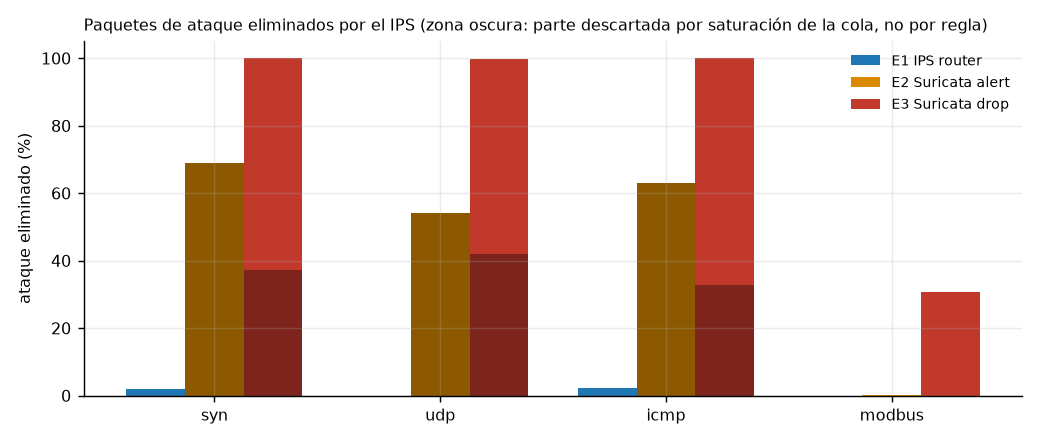 Paquetes de ataque eliminados por el IPS (zona oscura: parte descartada por saturación de la cola, no por regla)
E1 IPS router
E2 Suricata alert
E3 Suricata drop
ataque eliminado (%)
100
80
60
40
20
0
syn
udp
icmp
modbus